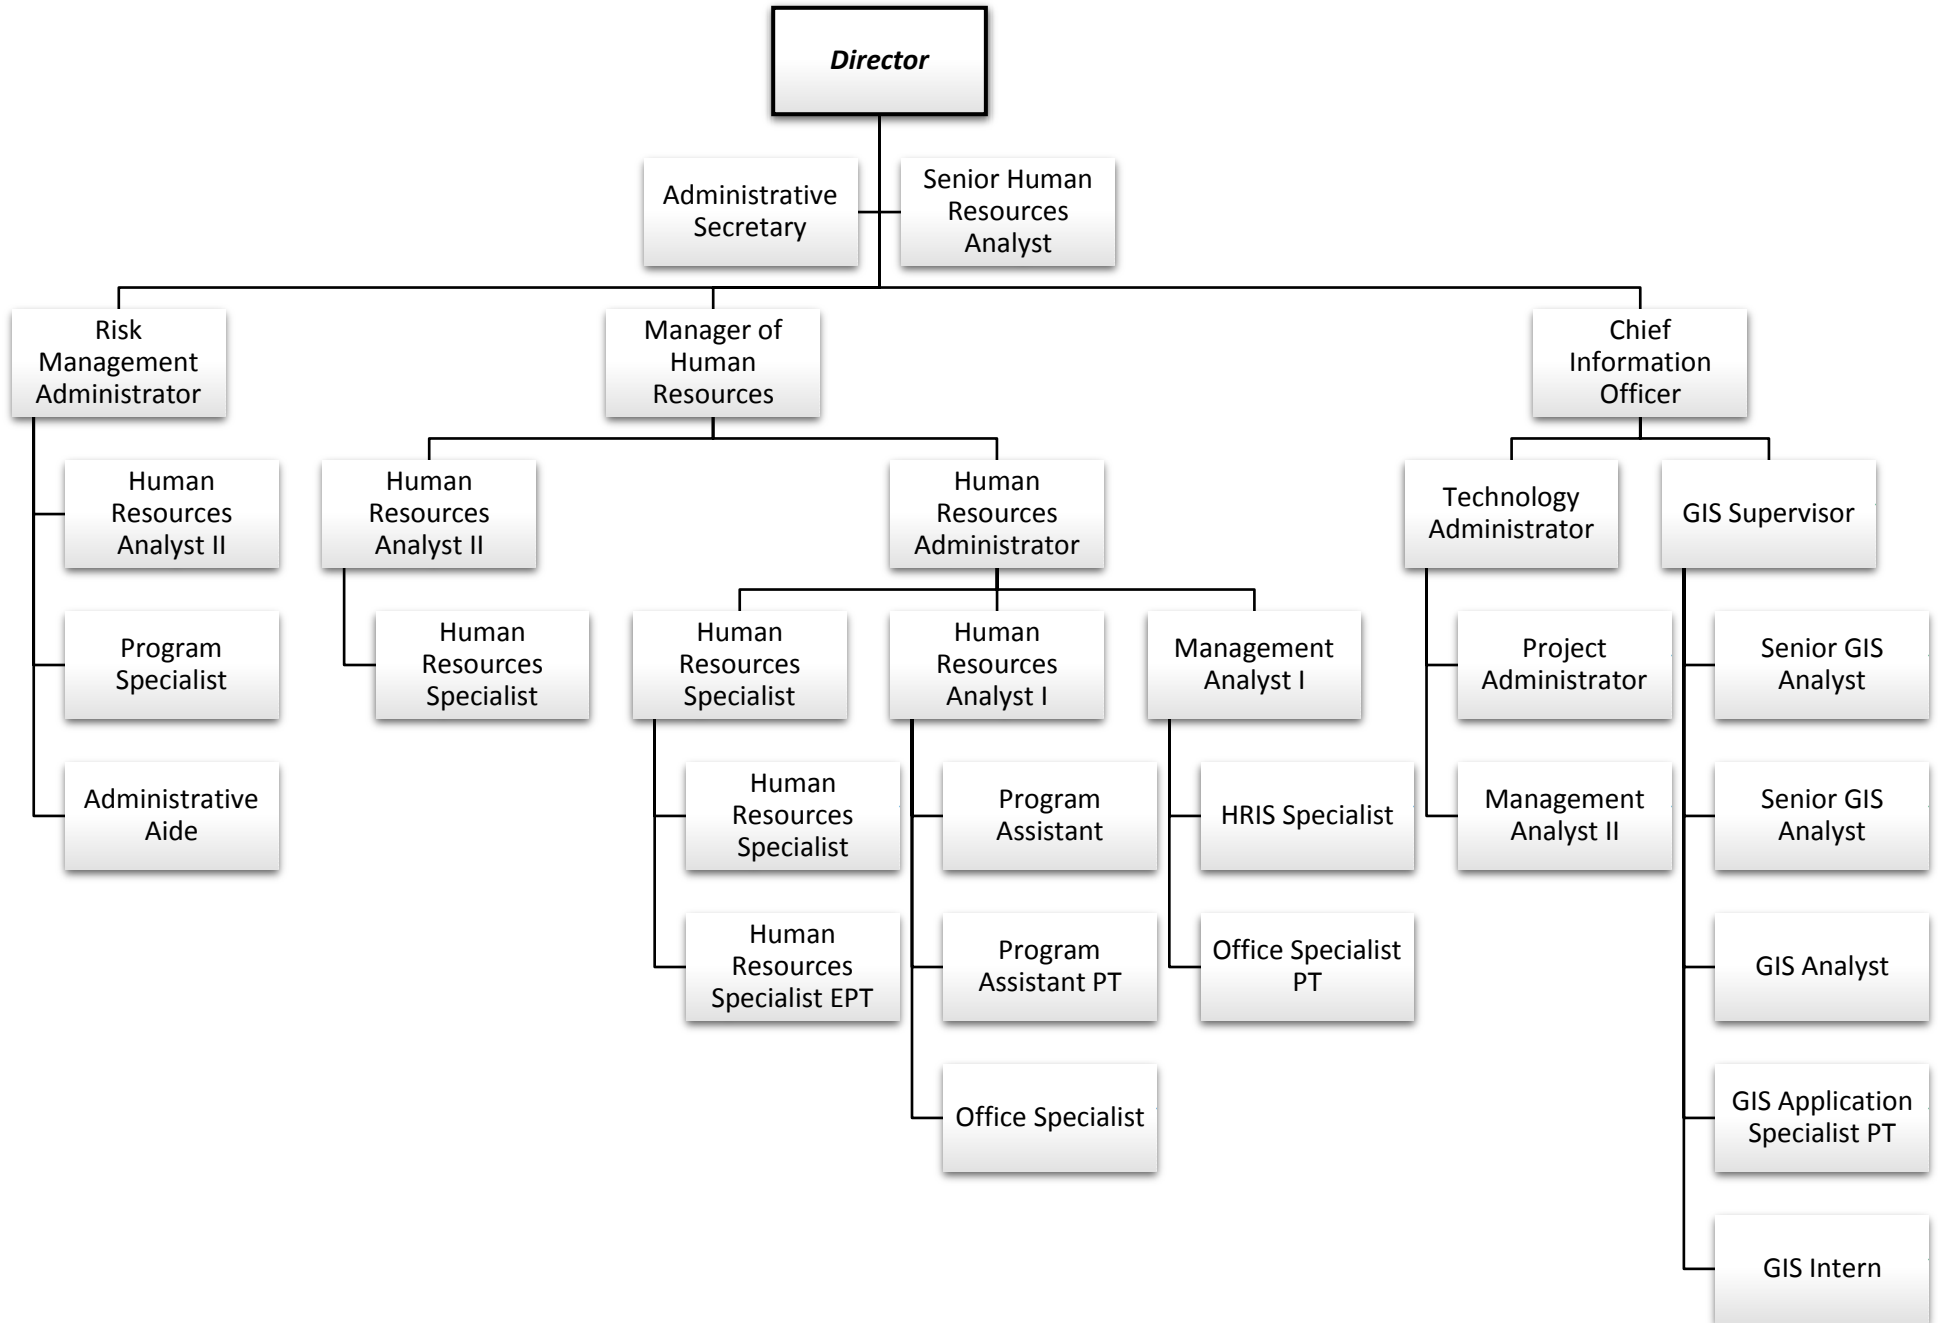 Director
Administrative
Secretary
Senior Human
Resources
Analyst
Risk
Management
Administrator
Manager of
Human
Resources
Chief
Information
Officer
Human
Resources
Analyst II
Human
Resources
Analyst II
Human
Resources
Administrator
Technology
Administrator
GIS Supervisor
Program
Specialist
Human
Resources
Specialist
Human
Resources
Specialist
Human
Resources
Analyst I
Management
Analyst I
Project
Administrator
Senior GIS
Analyst
Administrative
Aide
Human
Resources
Specialist
Program
Assistant
HRIS Specialist
Management
Analyst II
Senior GIS
Analyst
Human
Resources
Specialist EPT
Program
Assistant PT
Office Specialist
PT
GIS Analyst
Office Specialist
GIS Application
Specialist PT
GIS Intern